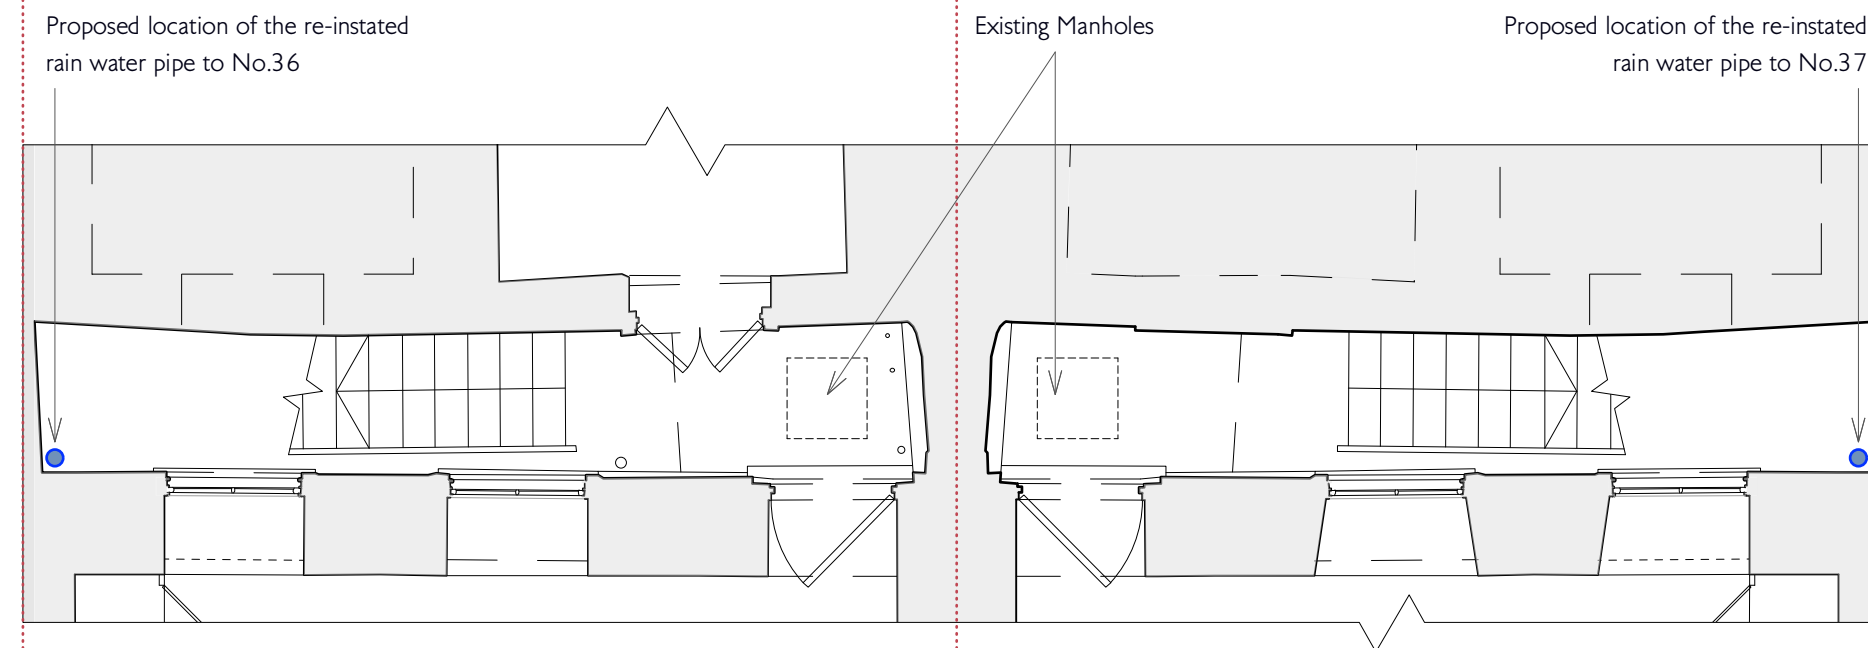 Proposed location of the re-instated
rain water pipe to No.36
Existing Manholes
Proposed location of the re-instated
rain water pipe to No.37